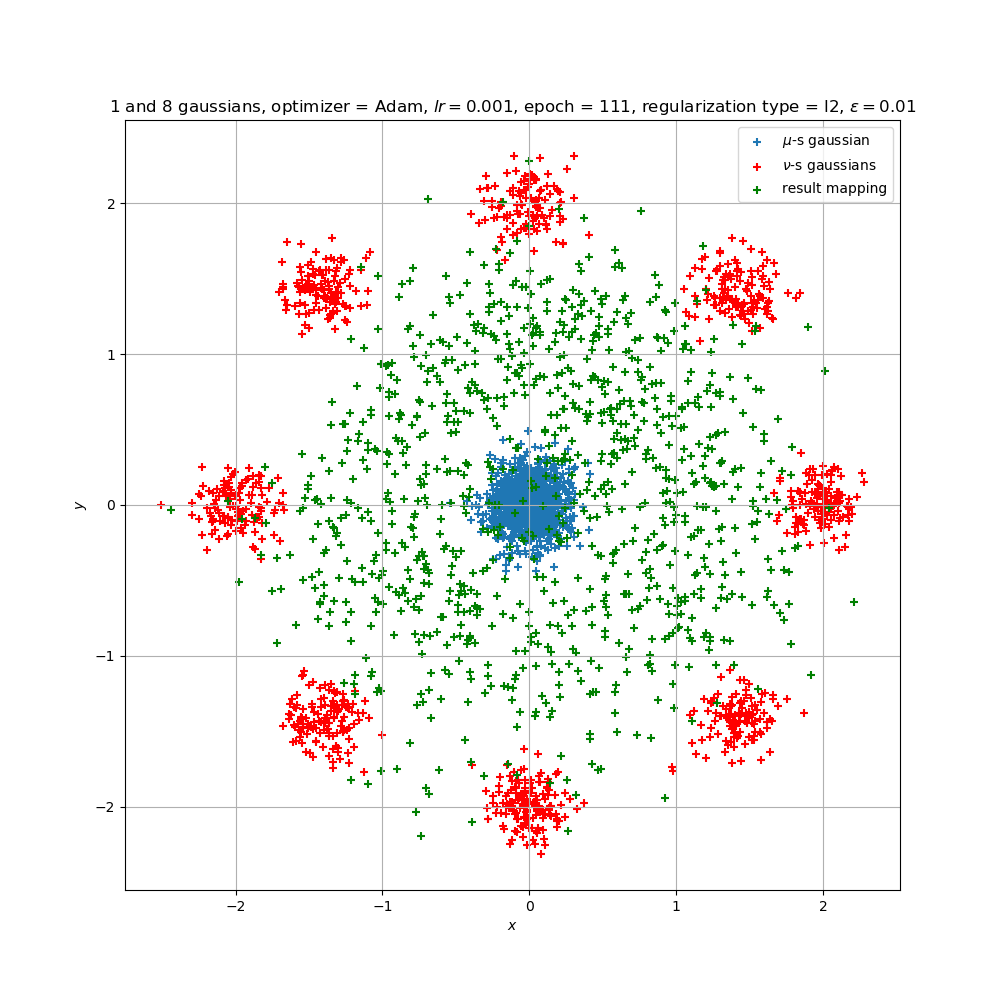 1 and 8 gaussians, optimizer = Adam, lr = 0.001, epoch = 111, regularization type = l2, ε = 0.01
μ-s gaussian
ν-s gaussians
result mapping
2
1
0
−1
−2
y
−2 −1 0 1 2
x